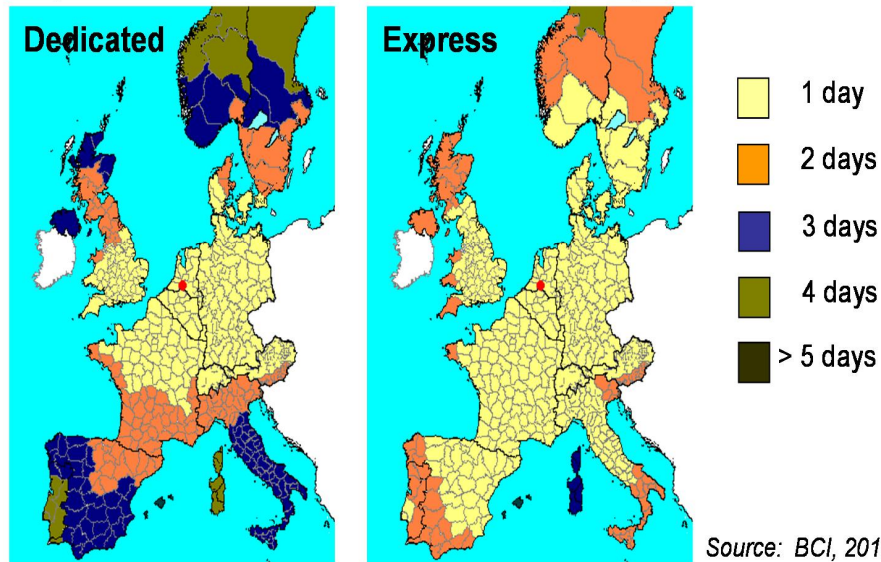 Dedicated
Express
1 day
2 days
3 days
4 days
> 5 days
Source: BCI, 201